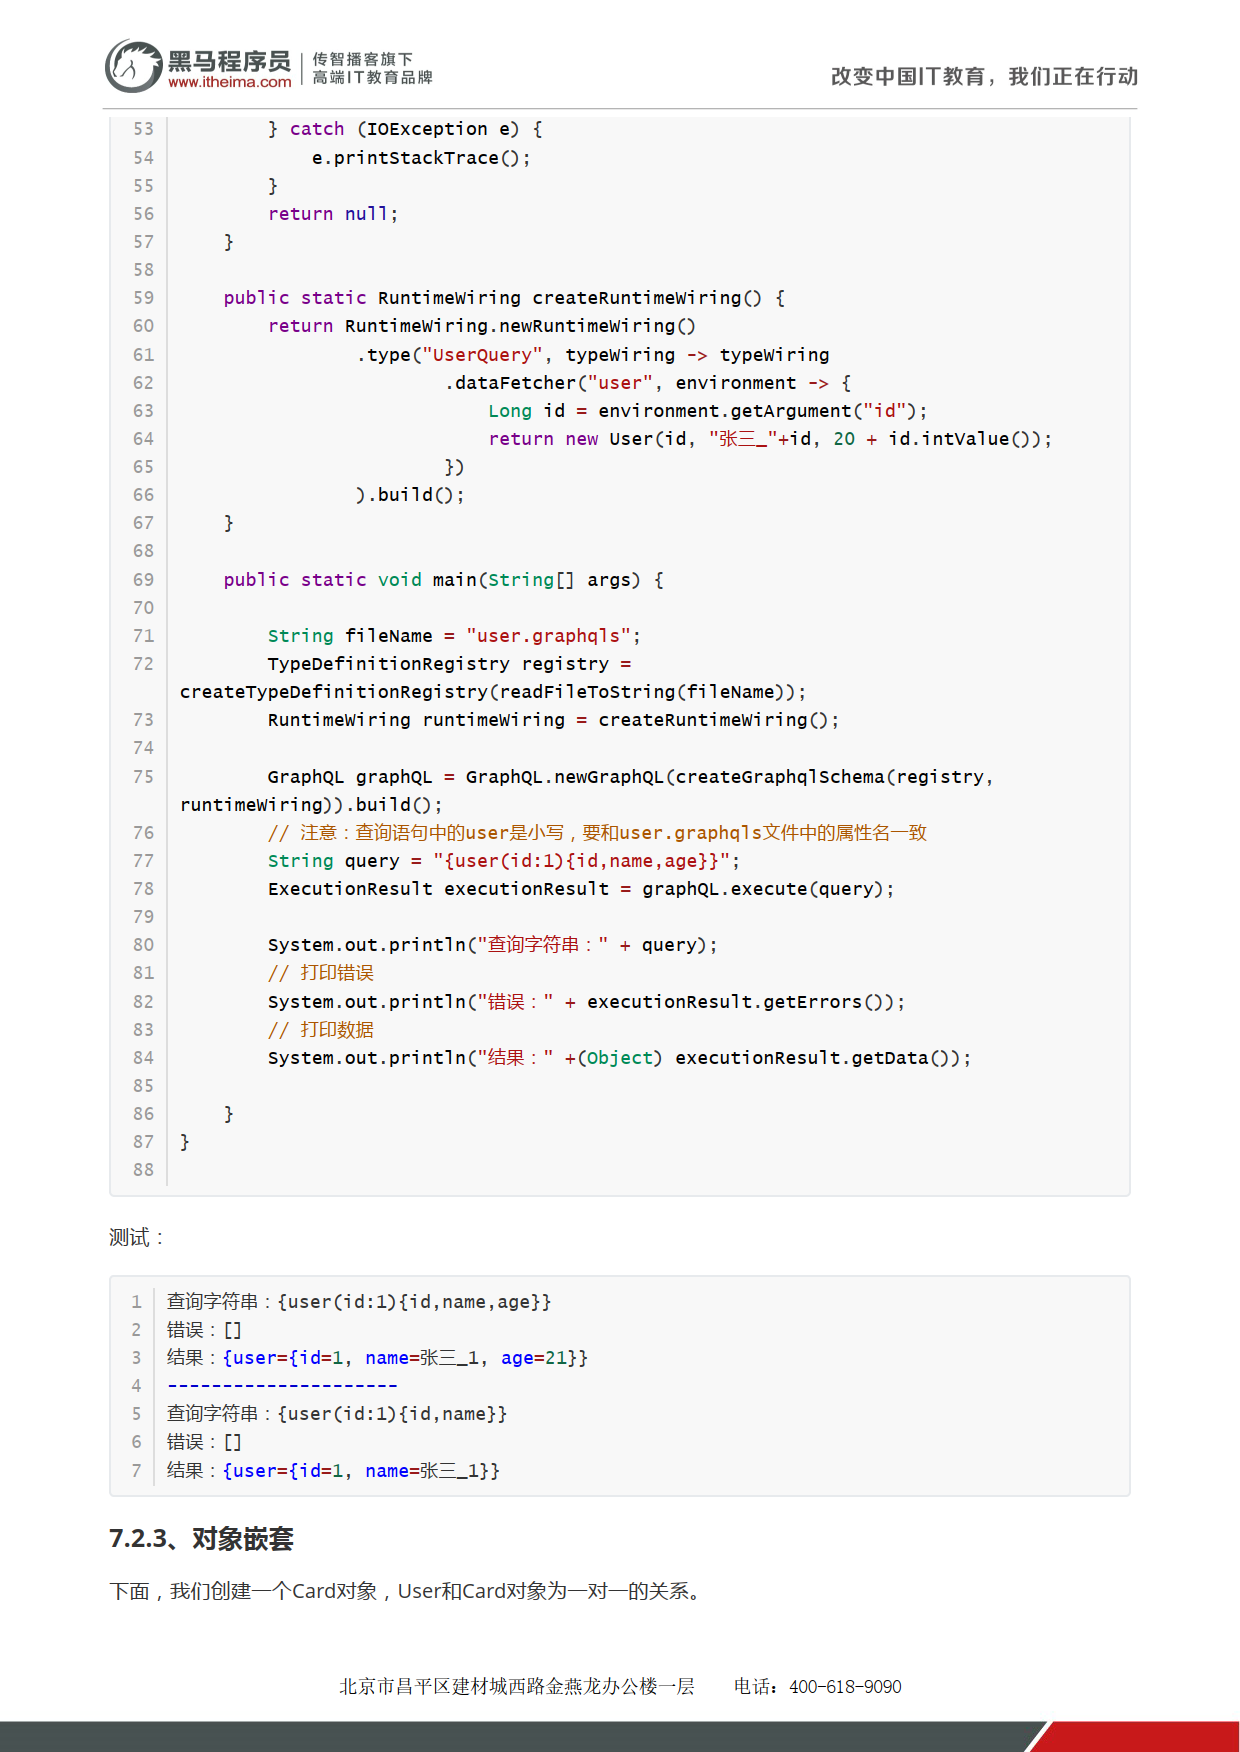 黑马程序员
www.itheima.com
传智播客旗下
高端IT教育品牌
改变中国IT教育，我们正在行动
53         } catch (IOException e) {
54             e.printStackTrace();
55         }
56         return null;
57     }
58
59     public static RuntimeWiring createRuntimeWiring() {
60         return RuntimeWiring.newRuntimeWiring()
61                 .type("UserQuery", typeWiring -> typeWiring
62                         .dataFetcher("user", environment -> {
63                             Long id = environment.getArgument("id");
64                             return new User(id, "张三_"+id, 20 + id.intValue());
65                         })
66                 ).build();
67     }
68
69     public static void main(String[] args) {
70
71         String fileName = "user.graphqls";
72         TypeDefinitionRegistry registry =
createTypeDefinitionRegistry(readFileToString(fileName));
73         RuntimeWiring runtimeWiring = createRuntimeWiring();
74
75         GraphQL graphQL = GraphQL.newGraphQL(createGraphqlSchema(registry,
runtimeWiring)).build();
76         // 注意：查询语句中的user是小写，要和user.graphqls文件中的属性名一致
77         String query = "{user(id:1){id,name,age}}";
78         ExecutionResult executionResult = graphQL.execute(query);
79
80         System.out.println("查询字符串：" + query);
81         // 打印错误
82         System.out.println("错误：" + executionResult.getErrors());
83         // 打印数据
84         System.out.println("结果：" +(Object) executionResult.getData());
85
86     }
87 }
88
测试：
1 查询字符串：{user(id:1){id,name,age}}
2 错误：[]
3 结果：{user={id=1, name=张三_1, age=21}}
4 ---------------------
5 查询字符串：{user(id:1){id,name}}
6 错误：[]
7 结果：{user={id=1, name=张三_1}}
7.2.3、对象嵌套
下面，我们创建一个Card对象，User和Card对象为一对一的关系。
北京市昌平区建材城西路金燕龙办公楼一层 电话：400-618-9090